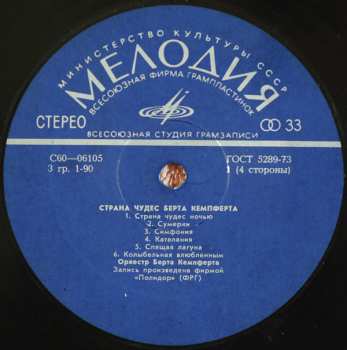 МИНИСТЕРСТВО КУЛЬТУРЫ СССР
МЕЛОДИЯ
ВСЕСОЮЗНАЯ ФИРМА ГРАМПЛАСТИНОК
СТЕРЕО
33
ВСЕСОЮЗНАЯ СТУДИЯ ГРАМЗАПИСИ
С60—06105
ГОСТ 5289-73
3 гр. 1-90
1 (4 стороны)
СТРАНА ЧУДЕС БЕРТА КЕМПФЕРТА
1. Страна чудес ночью
2. Сумерки
3. Симфония
4. Каталания
5. Спящая лагуна
6. Колыбельная влюбленным
Оркестр Берта Кемпферта
Запись произведена фирмой
«Полидор» (ФРГ)